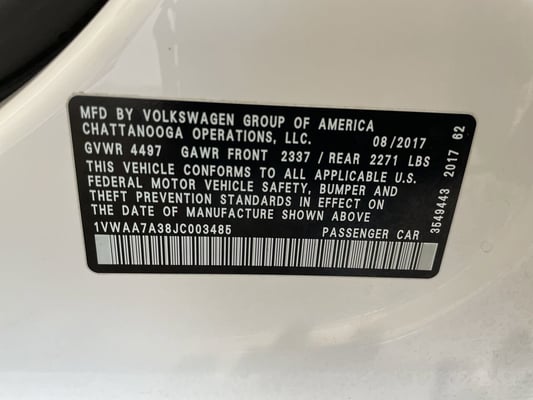 MFD BY VOLKSWAGEN GROUP OF AMERICA
CHATTANOOGA OPERATIONS, LLC. 08/2017
GVWR 4497 GAWR FRONT 2337 / REAR 2271 LBS
THIS VEHICLE CONFORMS TO ALL APPLICABLE U.S.
FEDERAL MOTOR VEHICLE SAFETY, BUMPER AND
THEFT PREVENTION STANDARDS IN EFFECT ON
THE DATE OF MANUFACTURE SHOWN ABOVE
1VWAA7A38JC003485 PASSENGER CAR
3549443 2017 62